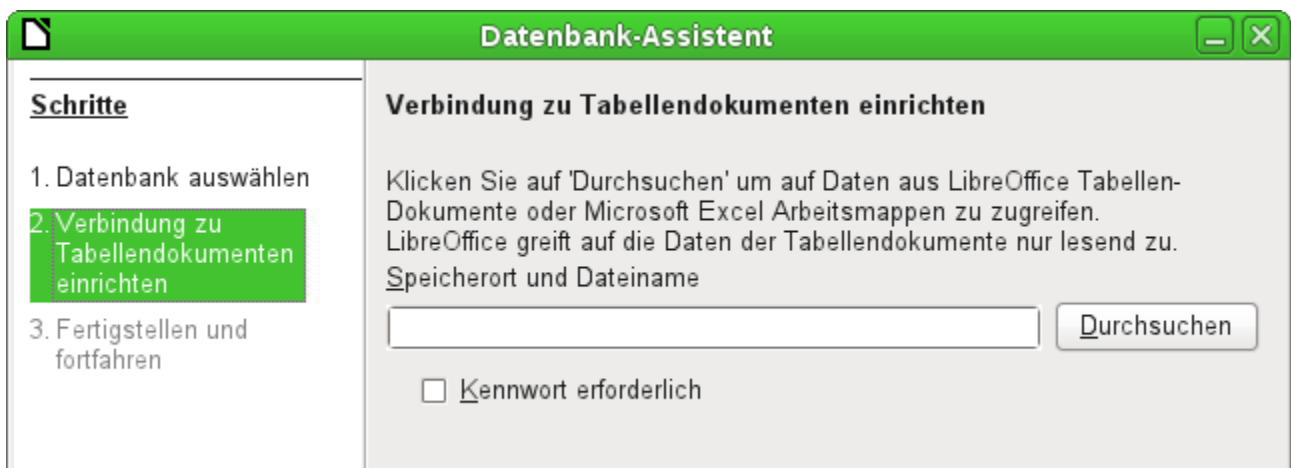 Datenbank-Assistent
Schritte
1. Datenbank auswählen
2. Verbindung zu
Tabellendokumenten
einrichten
3. Fertigstellen und
fortfahren
Verbindung zu Tabellendokumenten einrichten
Klicken Sie auf 'Durchsuchen' um auf Daten aus LibreOffice Tabellen-
Dokumente oder Microsoft Excel Arbeitsmappen zu zugreifen.
LibreOffice greift auf die Daten der Tabellendokumente nur lesend zu.
Speicherort und Dateiname
Durchsuchen
Kennwort erforderlich